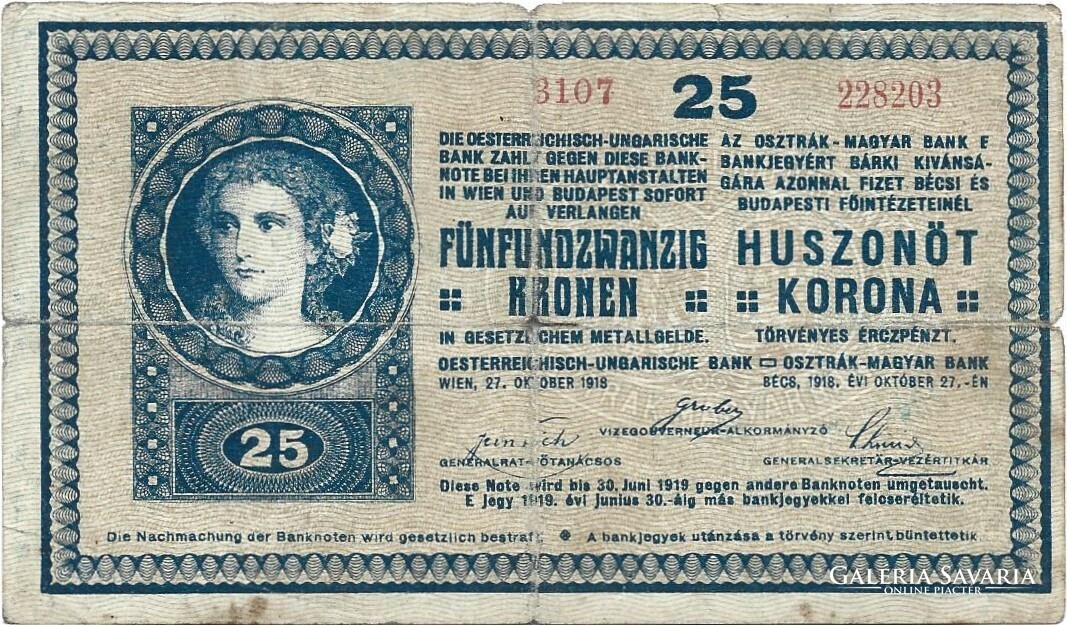 3107 25 228203
DIE OESTERREICHISCH-UNGARISCHE
BANK ZAHLT GEGEN DIESE BANK-
NOTE BEI IHREN HAUPTANSTALTEN
IN WIEN UND BUDAPEST SOFORT
AUF VERLANGEN
FÜNFUNDZWANZIG
KRONEN
IN GESETZLICHEM METALLGELDE.
AZ OSZTRÁK-MAGYAR BANK E
BANKJEGYÉRT BÁRKI KIVÁNSÁ-
GÁRA AZONNAL FIZET BÉCSI ÉS
BUDAPESTI FŐINTÉZETEINÉL
HUSZONÖT
KORONA
TÖRVÉNYES ÉRCZPÉNZT.
OESTERREICHISCH-UNGARISCHE BANK OSZTRÁK-MAGYAR BANK
WIEN, 27. OKTOBER 1918 BÉCS, 1918. ÉVI OKTOBER 27.-ÉN
Gruber
VIZEGOUVERNEUR-ALKORMÁNYZÓ
GENERALRAT-FŐTANÁCSOS GENERALSEKRETÄR-VEZÉRTITKÁR
25
Diese Note wird bis 30. Juni 1919 gegen andere Banknoten umgetauscht.
E jegy 1919. évi junius 30.-áig más bankjegyekkel felcseréltetik.
Die Nachmachung der Banknoten wird gesetzlich bestraft. A bankjegyek utánzása a törvény szerint büntettetik.
GALERIA SAVARIA
ONLINE PIACTÉR